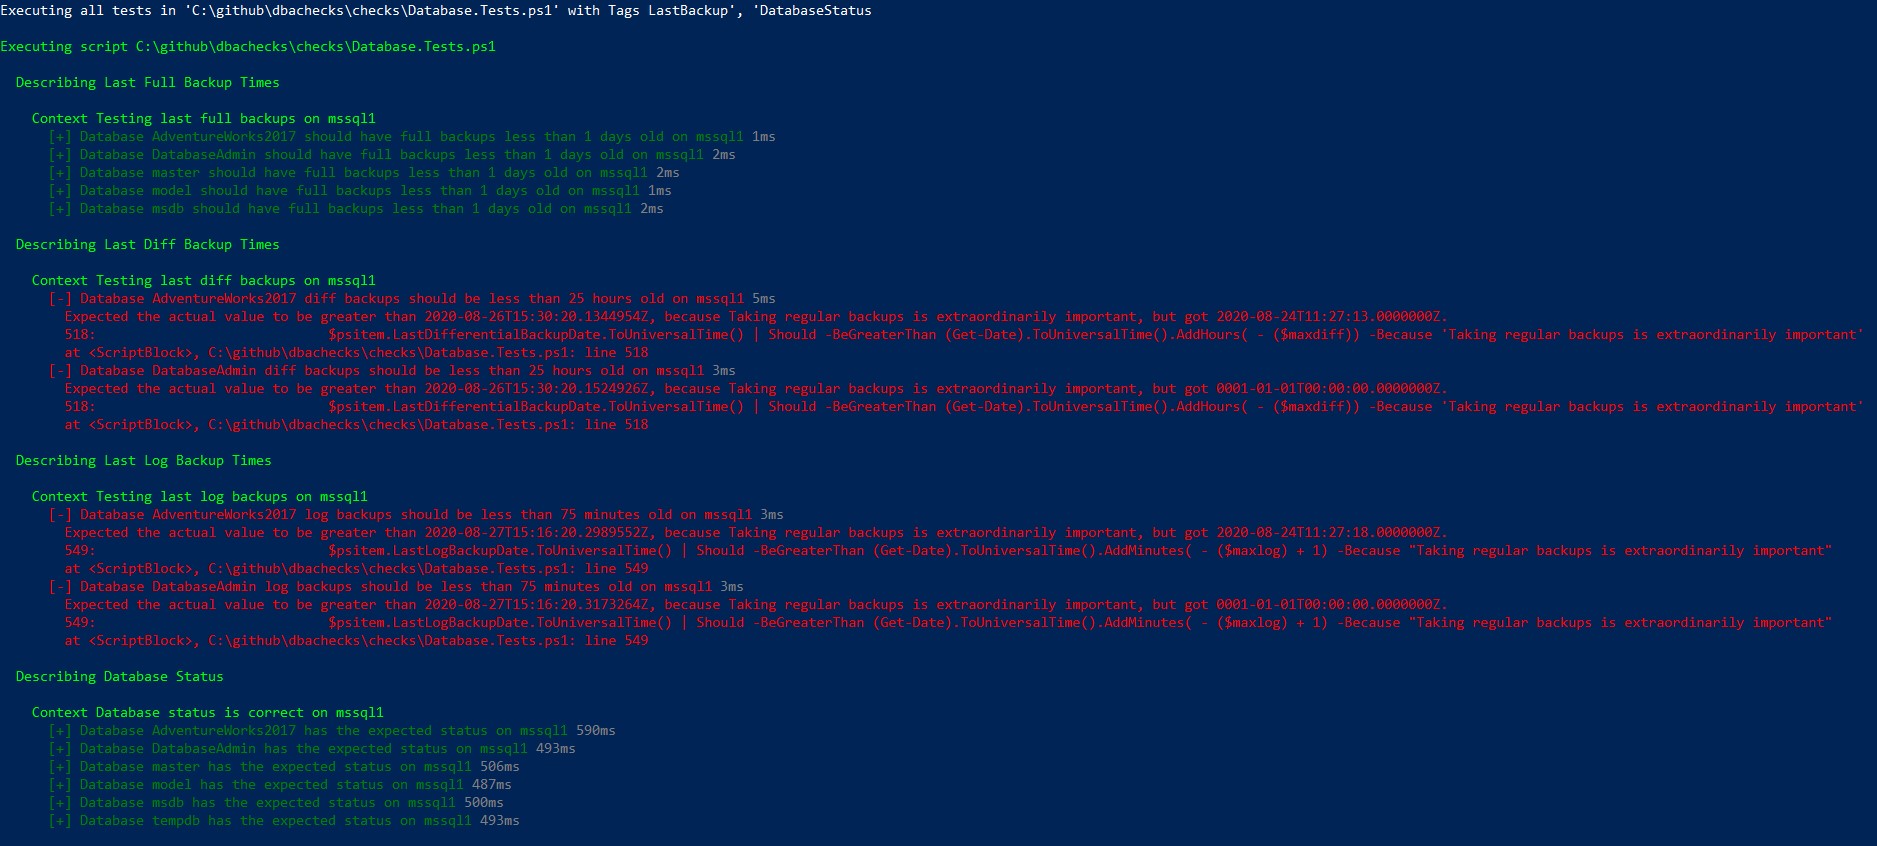 Executing all tests in 'C:\github\dbachecks\checks\Database.Tests.ps1' with Tags LastBackup', 'DatabaseStatus
Executing script C:\github\dbachecks\checks\Database.Tests.ps1
Describing Last Full Backup Times
Context Testing last full backups on mssql1
[+] Database AdventureWorks2017 should have full backups less than 1 days old on mssql1 1ms
[+] Database DatabaseAdmin should have full backups less than 1 days old on mssql1 2ms
[+] Database master should have full backups less than 1 days old on mssql1 2ms
[+] Database model should have full backups less than 1 days old on mssql1 1ms
[+] Database msdb should have full backups less than 1 days old on mssql1 2ms
Describing Last Diff Backup Times
Context Testing last diff backups on mssql1
[-] Database AdventureWorks2017 diff backups should be less than 25 hours old on mssql1 5ms
Expected the actual value to be greater than 2020-08-26T15:30:20.1344954Z, because Taking regular backups is extraordinarily important, but got 2020-08-24T11:27:13.0000000Z.
518:                             $psitem.LastDifferentialBackupDate.ToUniversalTime() | Should -BeGreaterThan (Get-Date).ToUniversalTime().AddHours( - ($maxdiff)) -Because 'Taking regular backups is extraordinarily important'
at <ScriptBlock>, C:\github\dbachecks\checks\Database.Tests.ps1: line 518
[-] Database DatabaseAdmin diff backups should be less than 25 hours old on mssql1 3ms
Expected the actual value to be greater than 2020-08-26T15:30:20.1524926Z, because Taking regular backups is extraordinarily important, but got 0001-01-01T00:00:00.0000000Z.
518:                             $psitem.LastDifferentialBackupDate.ToUniversalTime() | Should -BeGreaterThan (Get-Date).ToUniversalTime().AddHours( - ($maxdiff)) -Because 'Taking regular backups is extraordinarily important'
at <ScriptBlock>, C:\github\dbachecks\checks\Database.Tests.ps1: line 518
Describing Last Log Backup Times
Context Testing last log backups on mssql1
[-] Database AdventureWorks2017 log backups should be less than 75 minutes old on mssql1 3ms
Expected the actual value to be greater than 2020-08-27T15:16:20.2989552Z, because Taking regular backups is extraordinarily important, but got 2020-08-24T11:27:18.0000000Z.
549:                             $psitem.LastLogBackupDate.ToUniversalTime() | Should -BeGreaterThan (Get-Date).ToUniversalTime().AddMinutes( - ($maxlog) + 1) -Because "Taking regular backups is extraordinarily important"
at <ScriptBlock>, C:\github\dbachecks\checks\Database.Tests.ps1: line 549
[-] Database DatabaseAdmin log backups should be less than 75 minutes old on mssql1 3ms
Expected the actual value to be greater than 2020-08-27T15:16:20.3173264Z, because Taking regular backups is extraordinarily important, but got 0001-01-01T00:00:00.0000000Z.
549:                             $psitem.LastLogBackupDate.ToUniversalTime() | Should -BeGreaterThan (Get-Date).ToUniversalTime().AddMinutes( - ($maxlog) + 1) -Because "Taking regular backups is extraordinarily important"
at <ScriptBlock>, C:\github\dbachecks\checks\Database.Tests.ps1: line 549
Describing Database Status
Context Database status is correct on mssql1
[+] Database AdventureWorks2017 has the expected status on mssql1 590ms
[+] Database DatabaseAdmin has the expected status on mssql1 493ms
[+] Database master has the expected status on mssql1 506ms
[+] Database model has the expected status on mssql1 487ms
[+] Database msdb has the expected status on mssql1 500ms
[+] Database tempdb has the expected status on mssql1 493ms